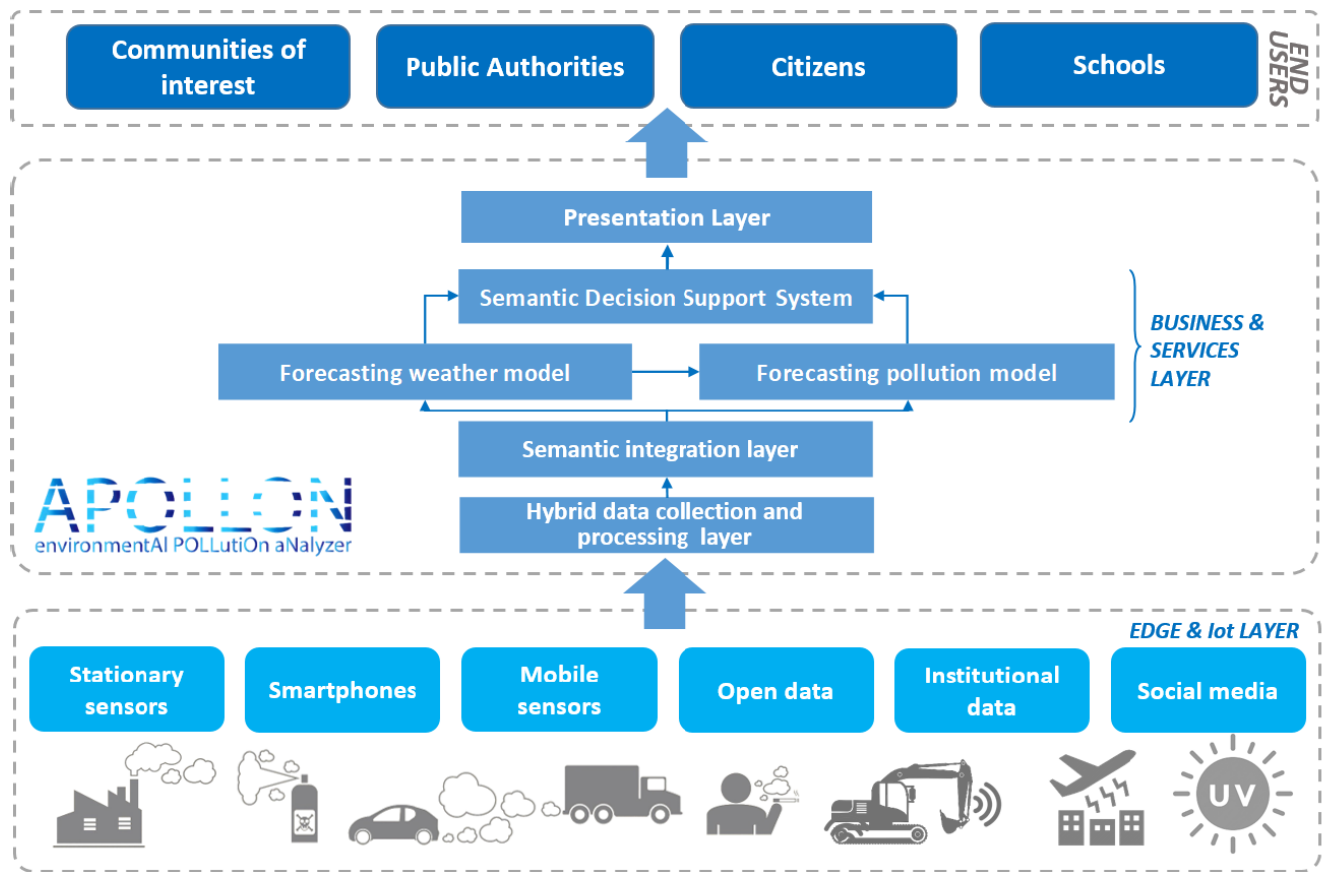 Communities of
interest
Public Authorities
Citizens
Schools
END
USERS
Presentation Layer
Semantic Decision Support System
BUSINESS &
SERVICES
LAYER
Forecasting weather model
Forecasting pollution model
Semantic integration layer
Hybrid data collection and
processing layer
APOLLON
environmentAl POLLutiOn aNalyzer
EDGE & Iot LAYER
Stationary
sensors
Smartphones
Mobile
sensors
Open data
Institutional
data
Social media
UV